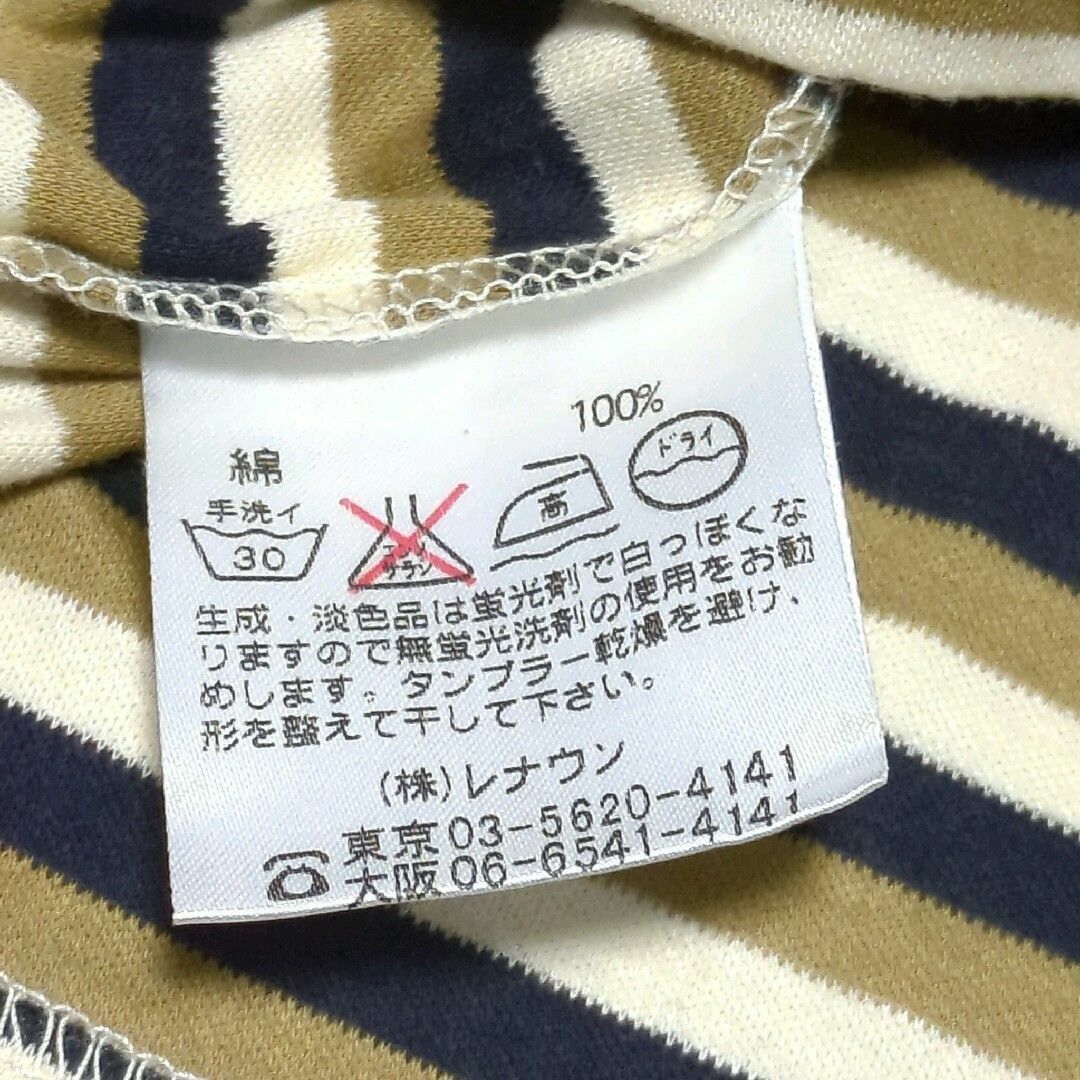 綿 100%
手洗イ
30
エンソ
サラシ
高
ドライ
生成・淡色品は蛍光剤で白っぽくな
りますので無蛍光洗剤の使用をお勧
めします。タンブラー乾燥を避け、
形を整えて干して下さい。
(株)レナウン
東京03-5620-4141
☎大阪06-6541-4141